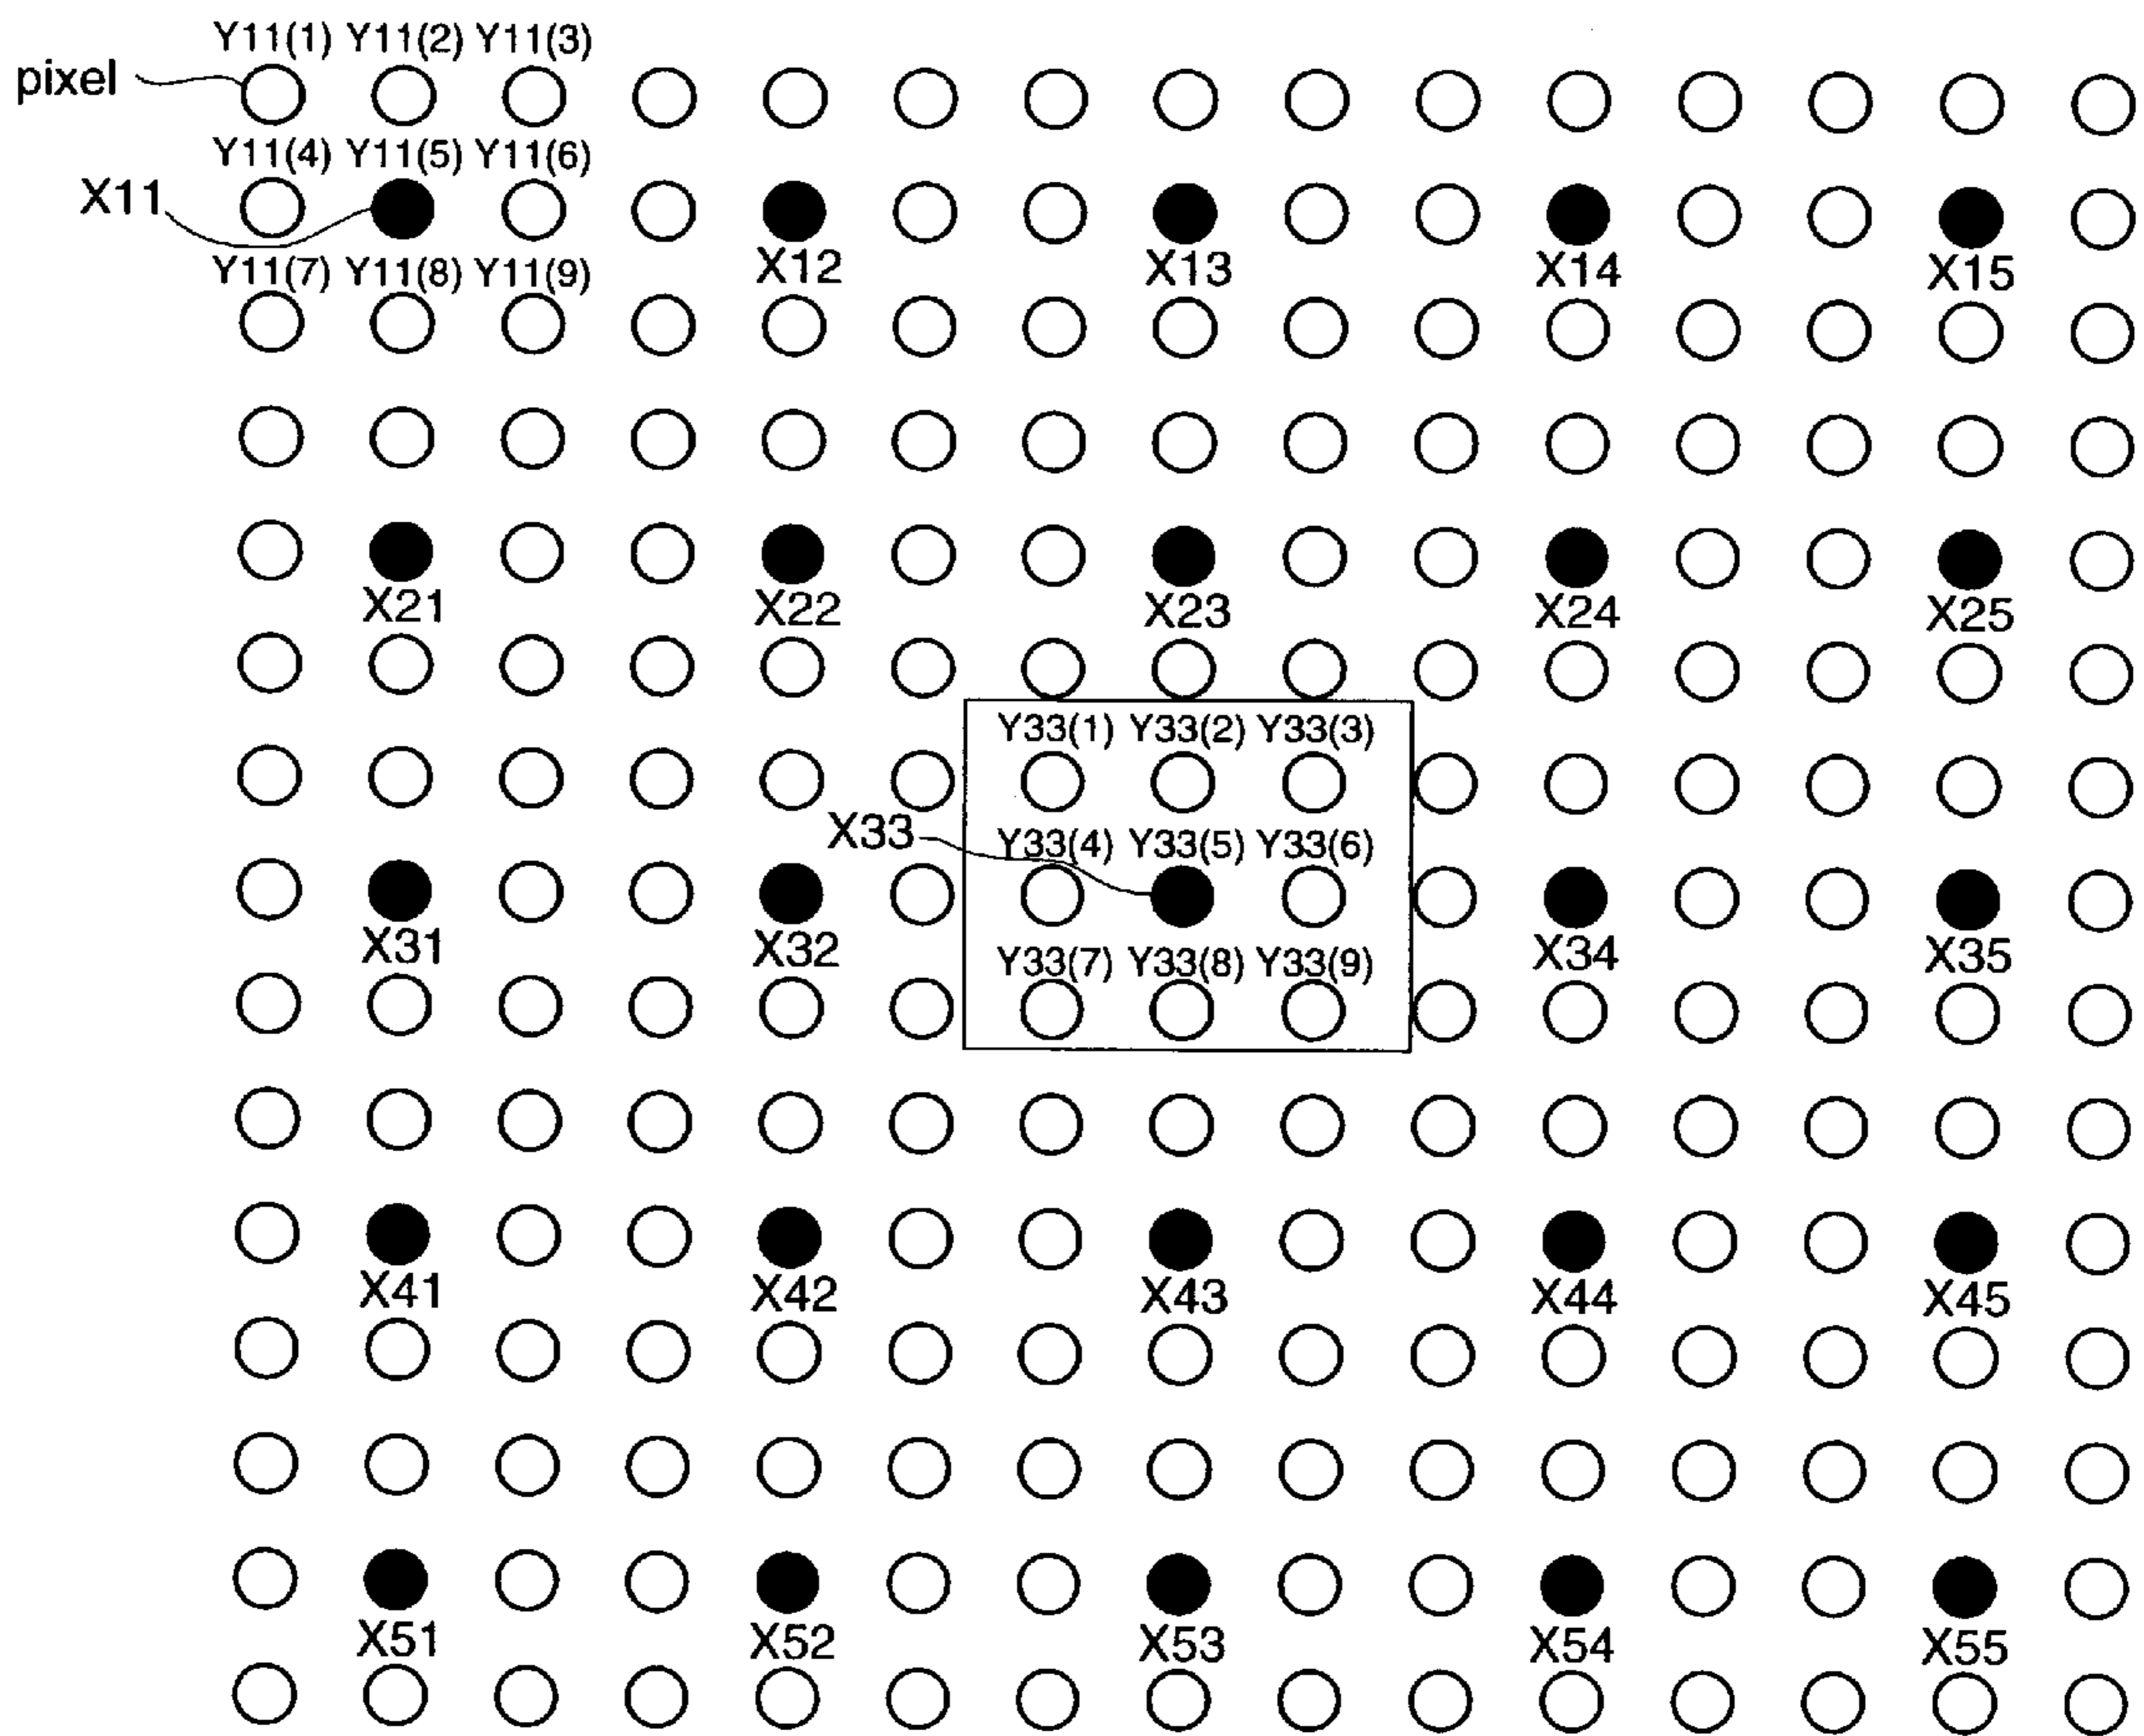 Y11(1) Y11(2) Y11(3)
pixel
Y11(4) Y11(5) Y11(6)
X11
X12 X13 X14 X15
Y11(7) Y11(8) Y11(9)
X21 X22 X23 X24 X25
Y33(1) Y33(2) Y33(3)
X33
Y33(4) Y33(5) Y33(6)
X31 X32 X34 X35
Y33(7) Y33(8) Y33(9)
X41 X42 X43 X44 X45
X51 X52 X53 X54 X55